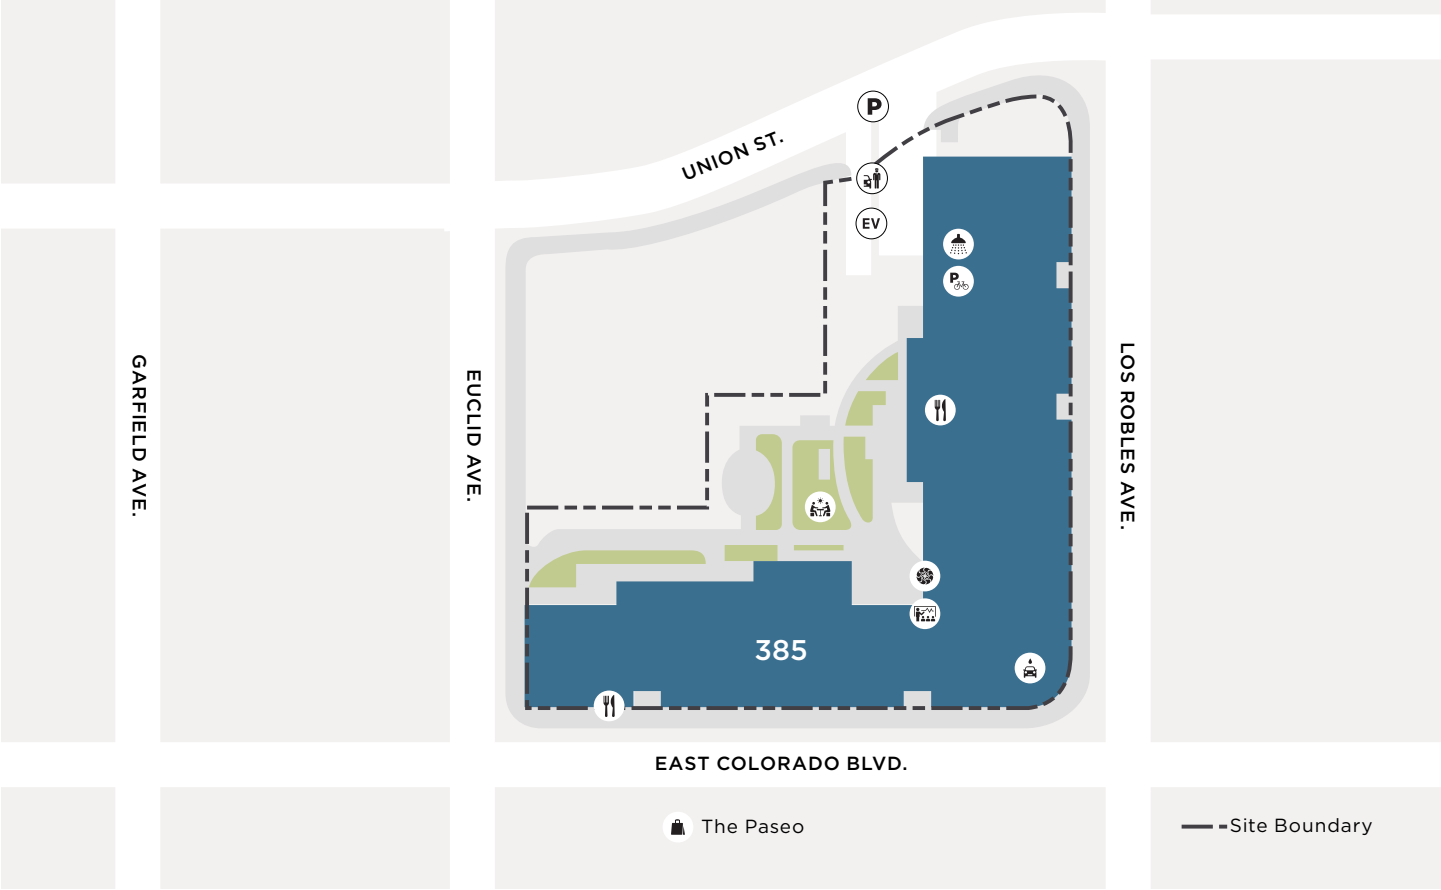 P
UNION ST.
EV
P
GARFIELD AVE.
EUCLID AVE.
LOS ROBLES AVE.
385
EAST COLORADO BLVD.
The Paseo
Site Boundary